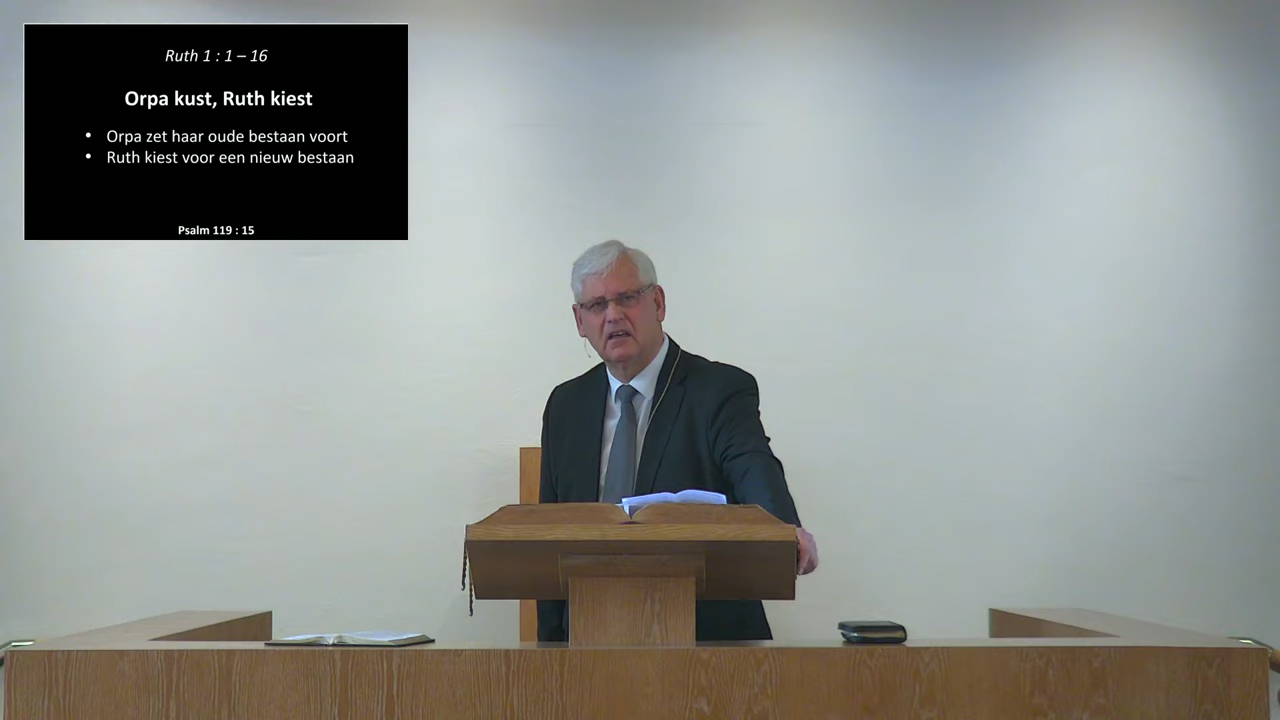 Ruth 1 : 1 – 16
Orpa kust, Ruth kiest
• Orpa zet haar oude bestaan voort
• Ruth kiest voor een nieuw bestaan
Psalm 119 : 15